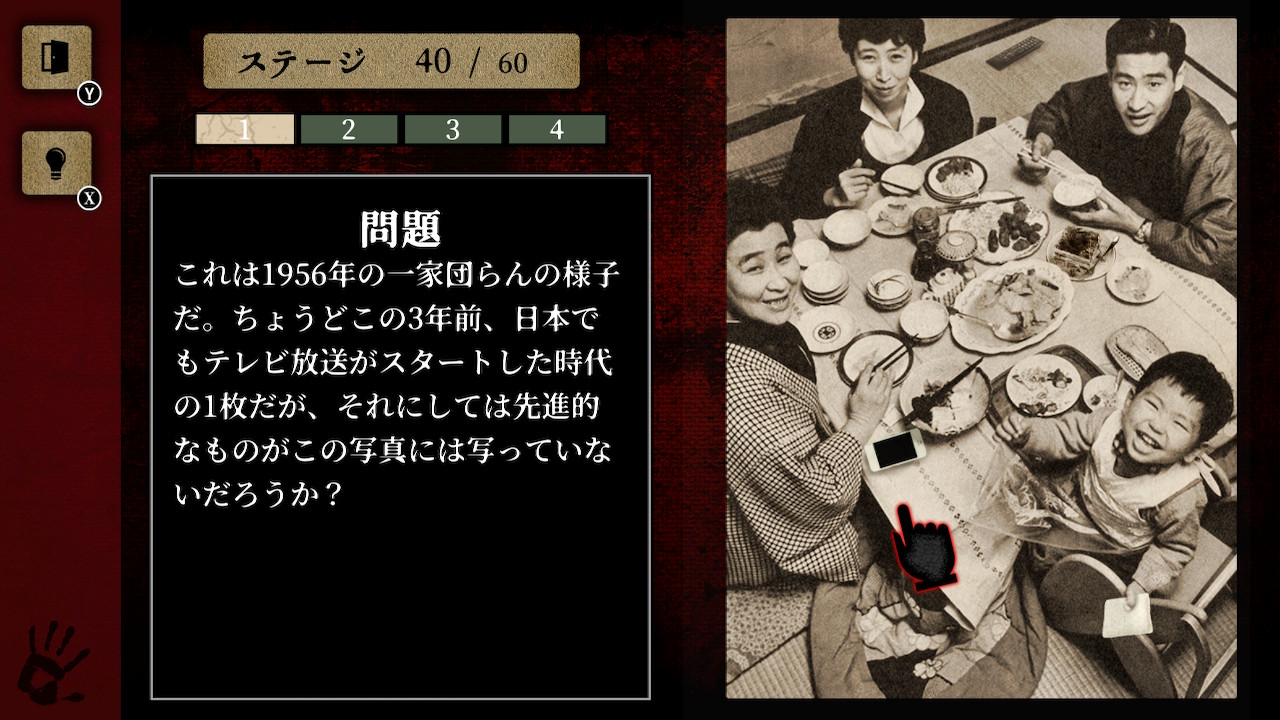 Y
X
ステージ 40 / 60
1 2 3 4
問題
これは1956年の一家団らんの様子
だ。ちょうどこの3年前、日本で
もテレビ放送がスタートした時代
の1枚だが、それにしては先進的
なものがこの写真には写っていな
いだろうか？